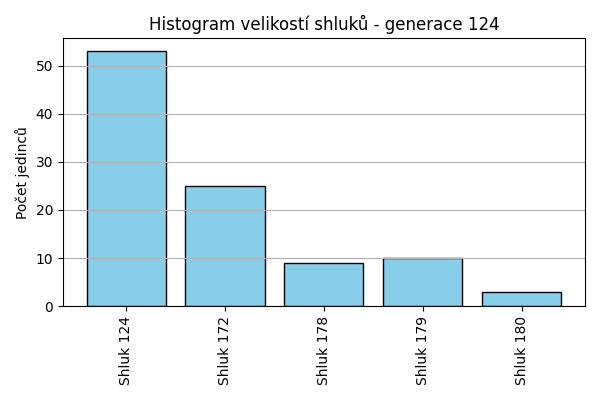 Histogram velikostí shluků - generace 124
Počet jedinců
50
40
30
20
10
0
Shluk 124
Shluk 172
Shluk 178
Shluk 179
Shluk 180